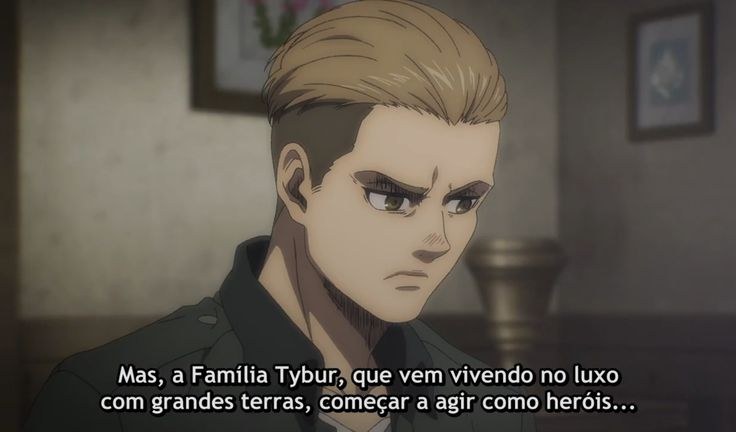 Mas, a Família Tybur, que vem vivendo no luxo
com grandes terras, começar a agir como heróis...